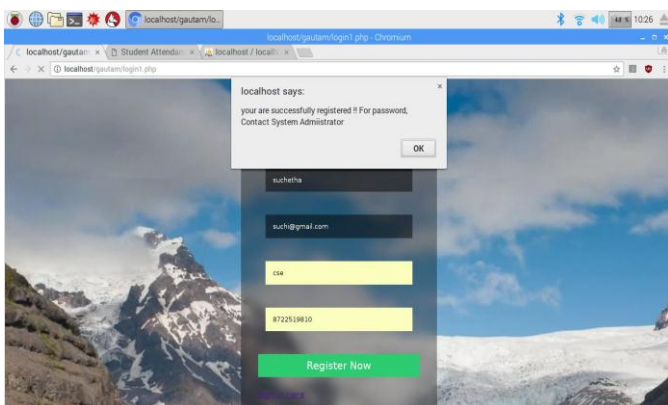 localhost/gautam/lo..
48 %
10:26
localhost/gautam/login1.php - Chromium
localhost/gautam
Student Attendan
localhost / localh
localhost/gautam/login1.php
localhost says:
your are successfully registered !! For password,
Contact System Admiistrator
OK
suchetha
suchi@gmail.com
cse
8722519810
Register Now